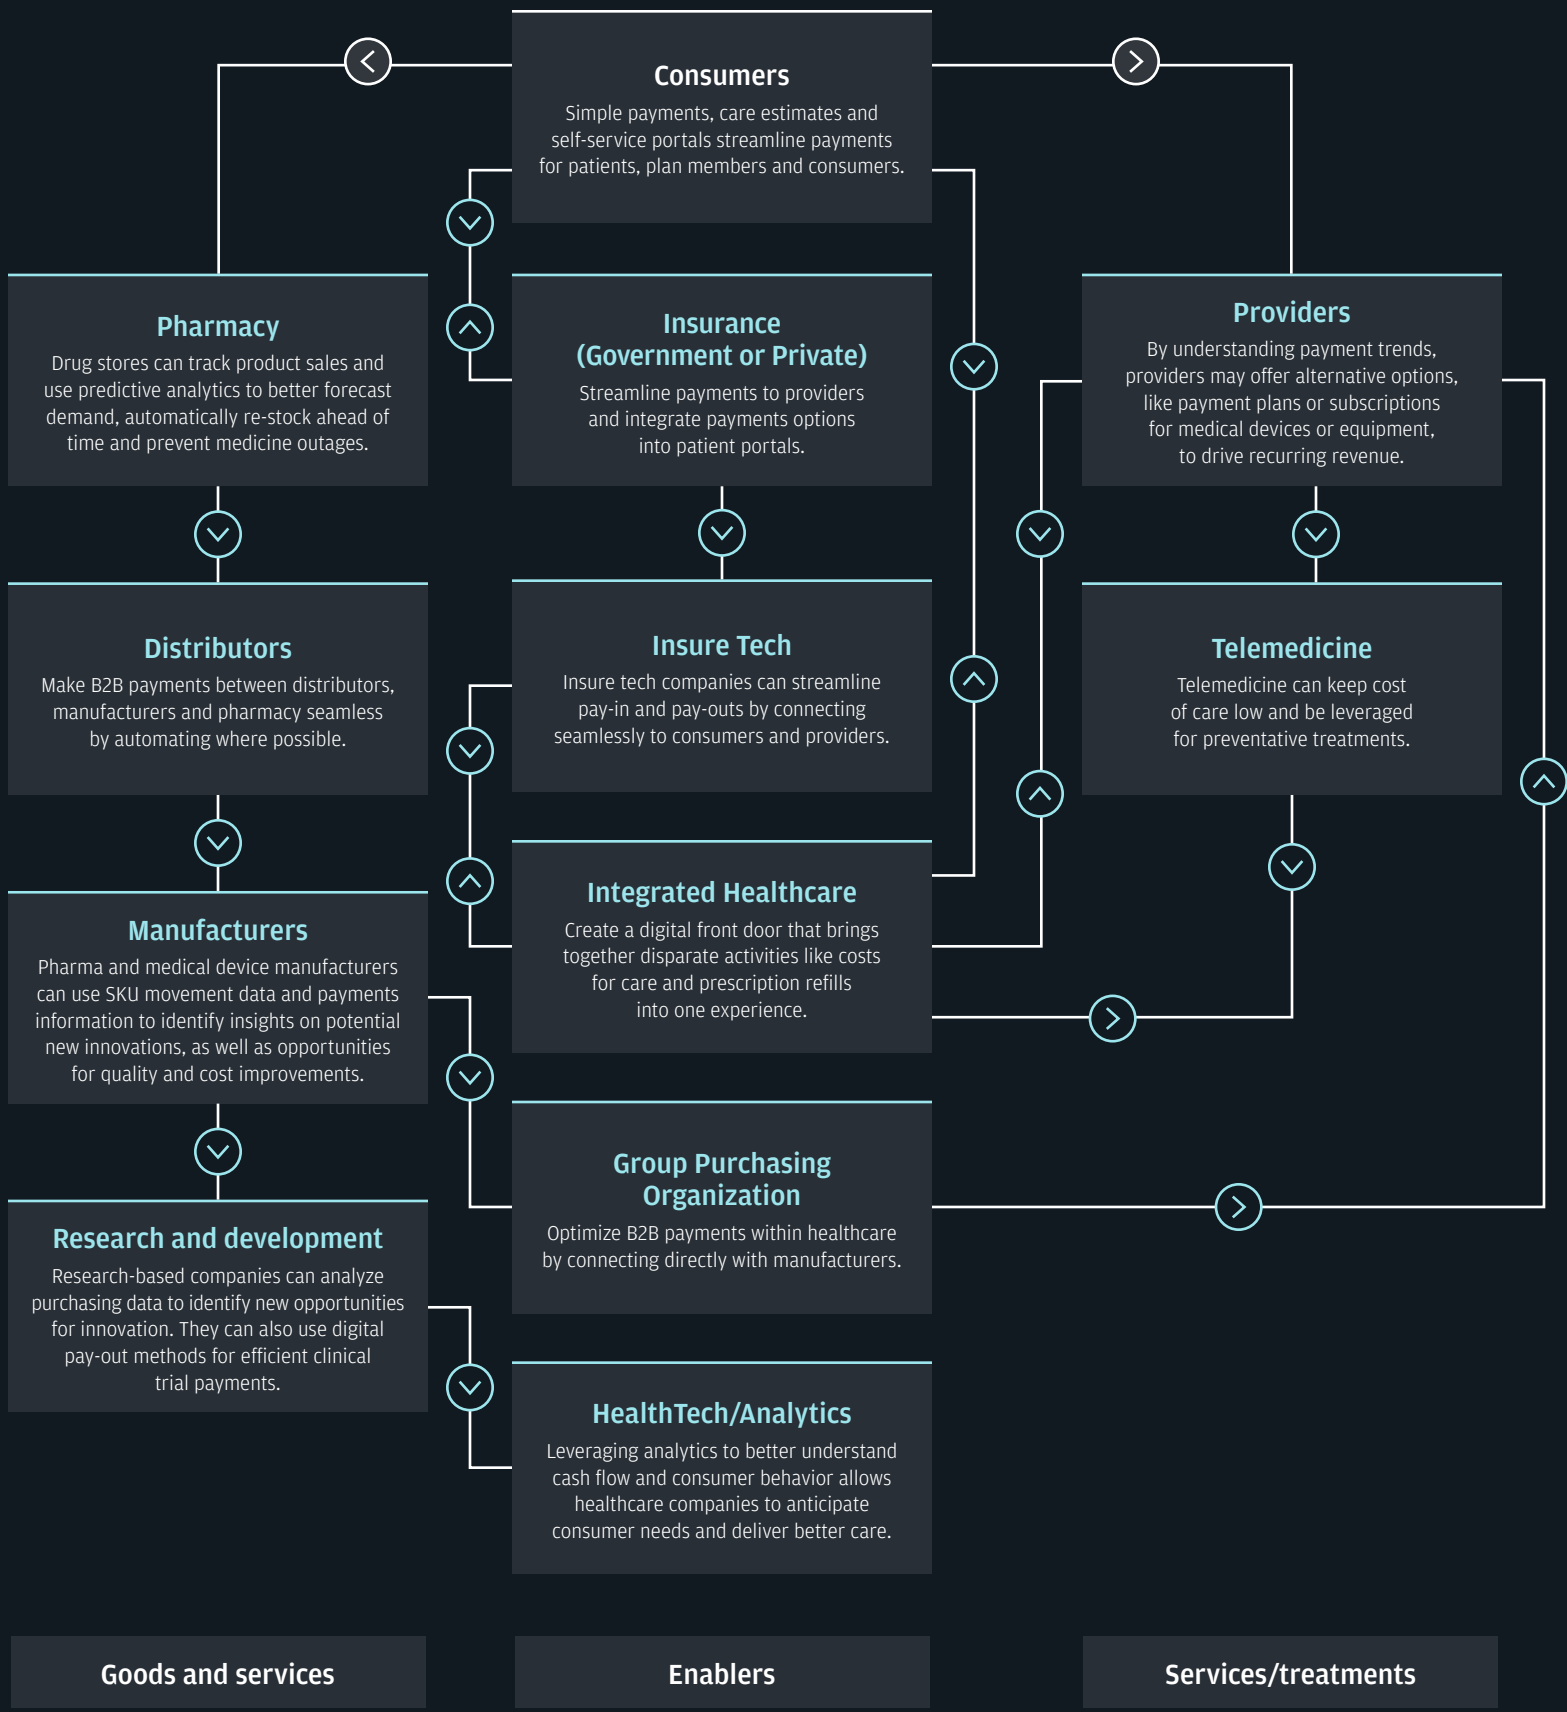 Consumers
Simple payments, care estimates and
self-service portals streamline payments
for patients, plan members and consumers.
Pharmacy
Drug stores can track product sales and
use predictive analytics to better forecast
demand, automatically re-stock ahead of
time and prevent medicine outages.
Insurance
(Government or Private)
Streamline payments to providers
and integrate payments options
into patient portals.
Providers
By understanding payment trends,
providers may offer alternative options,
like payment plans or subscriptions
for medical devices or equipment,
to drive recurring revenue.
Distributors
Make B2B payments between distributors,
manufacturers and pharmacy seamless
by automating where possible.
Insure Tech
Insure tech companies can streamline
pay-in and pay-outs by connecting
seamlessly to consumers and providers.
Telemedicine
Telemedicine can keep cost
of care low and be leveraged
for preventative treatments.
Manufacturers
Pharma and medical device manufacturers
can use SKU movement data and payments
information to identify insights on potential
new innovations, as well as opportunities
for quality and cost improvements.
Integrated Healthcare
Create a digital front door that brings
together disparate activities like costs
for care and prescription refills
into one experience.
Group Purchasing
Organization
Optimize B2B payments within healthcare
by connecting directly with manufacturers.
Research and development
Research-based companies can analyze
purchasing data to identify new opportunities
for innovation. They can also use digital
pay-out methods for efficient clinical
trial payments.
HealthTech/Analytics
Leveraging analytics to better understand
cash flow and consumer behavior allows
healthcare companies to anticipate
consumer needs and deliver better care.
Goods and services
Enablers
Services/treatments